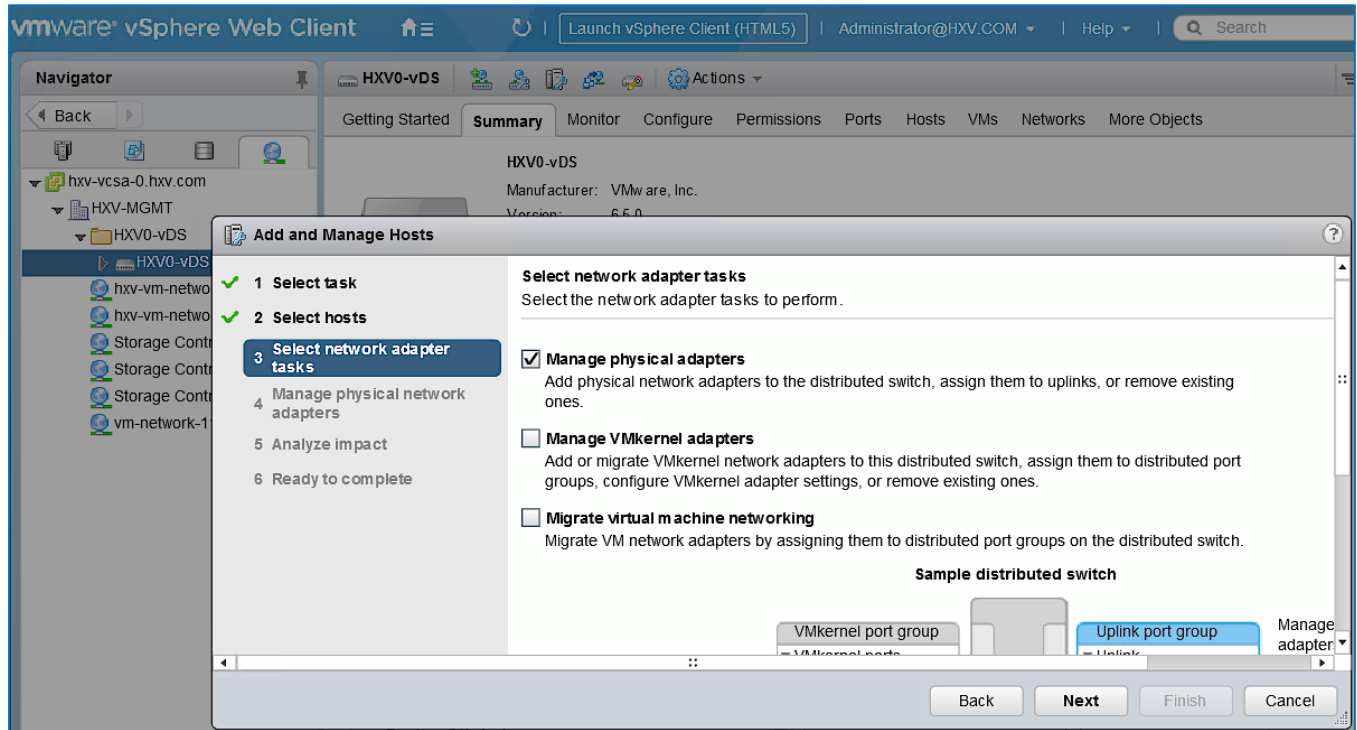 vmware® vSphere Web Client
Launch vSphere Client (HTML5)
Administrator@HXV.COM
Help
Search
Navigator
HXV0-vDS
Actions
Back
Getting Started Summary Monitor Configure Permissions Ports Hosts VMs Networks More Objects
hxv-vcsa-0.hxv.com
HXV-MGMT
HXV0-vDS
HXV0-vDS
hxv-vm-netwo
hxv-vm-netwo
Storage Contr
Storage Contr
Storage Contr
vm-network-1
HXV0-vDS
Manufacturer: VMware, Inc.
Version: 6.5.0
Add and Manage Hosts
?
1 Select task
2 Select hosts
3 Select network adapter
tasks
4 Manage physical network
adapters
5 Analyze impact
6 Ready to complete
Select network adapter tasks
Select the network adapter tasks to perform.
Manage physical adapters
Add physical network adapters to the distributed switch, assign them to uplinks, or remove existing
ones.
Manage VMkernel adapters
Add or migrate VMkernel network adapters to this distributed switch, assign them to distributed port
groups, configure VMkernel adapter settings, or remove existing ones.
Migrate virtual machine networking
Migrate VM network adapters by assigning them to distributed port groups on the distributed switch.
Sample distributed switch
VMkernel port group
VMkernel ports
Uplink port group
Uplink
Manage
adapter
Back
Next
Finish
Cancel